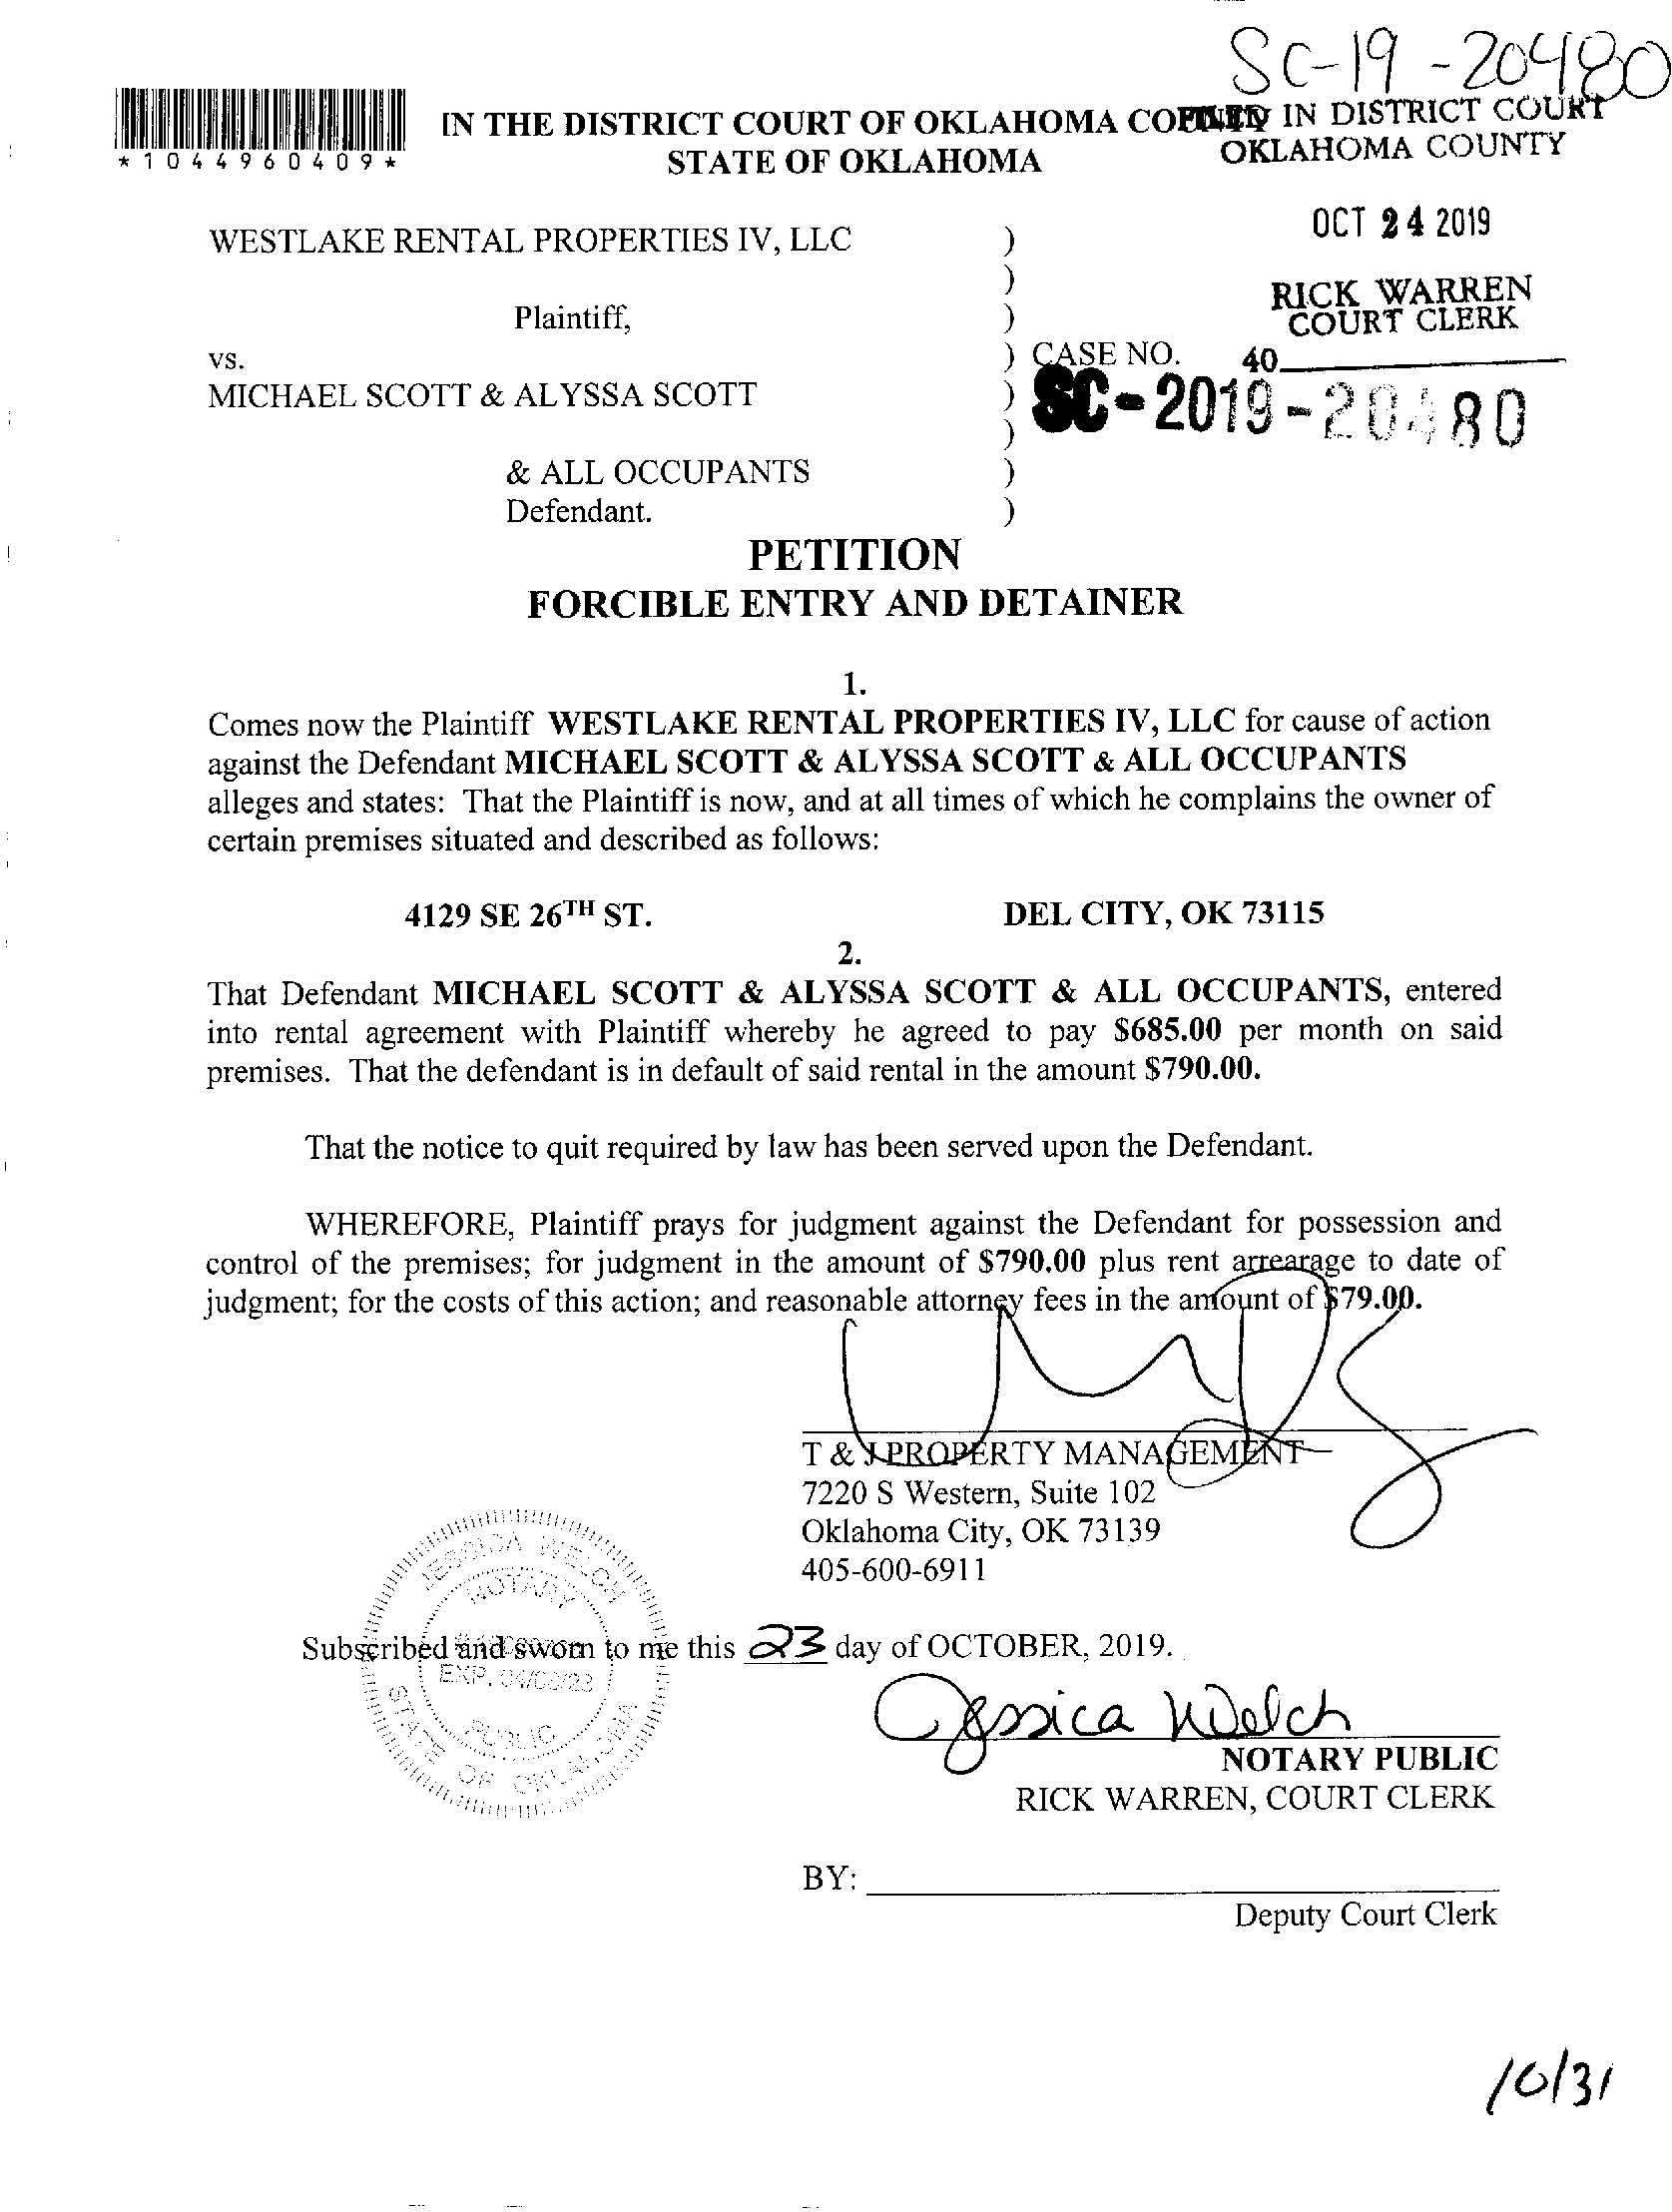 SC-19-20480
*1044960409*
IN THE DISTRICT COURT OF OKLAHOMA
STATE OF OKLAHOMA
FILED IN DISTRICT COURT
OKLAHOMA COUNTY
OCT 24 2019
RICK WARREN
COURT CLERK
40
WESTLAKE RENTAL PROPERTIES IV, LLC )
)
Plaintiff, )
vs. ) CASE NO.
MICHAEL SCOTT & ALYSSA SCOTT ) SC-2019-20480
)
& ALL OCCUPANTS )
Defendant. )
PETITION
FORCIBLE ENTRY AND DETAINER
1.
Comes now the Plaintiff WESTLAKE RENTAL PROPERTIES IV, LLC for cause of action
against the Defendant MICHAEL SCOTT & ALYSSA SCOTT & ALL OCCUPANTS
alleges and states: That the Plaintiff is now, and at all times of which he complains the owner of
certain premises situated and described as follows:
4129 SE 26TH ST. DEL CITY, OK 73115
2.
That Defendant MICHAEL SCOTT & ALYSSA SCOTT & ALL OCCUPANTS, entered
into rental agreement with Plaintiff whereby he agreed to pay $685.00 per month on said
premises. That the defendant is in default of said rental in the amount $790.00.
That the notice to quit required by law has been served upon the Defendant.
WHEREFORE, Plaintiff prays for judgment against the Defendant for possession and
control of the premises; for judgment in the amount of $790.00 plus rent arrearage to date of
judgment; for the costs of this action; and reasonable attorney fees in the amount of $79.00.
T & J PROPERTY MANAGEMENT
7220 S Western, Suite 102
Oklahoma City, OK 73139
405-600-6911
JESSICA WELCH
NOTARY
EXP.
PUBLIC
STATE OF OKLAHOMA
Subscribed and sworn to me this 23 day of OCTOBER, 2019.
Jessica Welch
NOTARY PUBLIC
RICK WARREN, COURT CLERK
BY:
Deputy Court Clerk
10/31